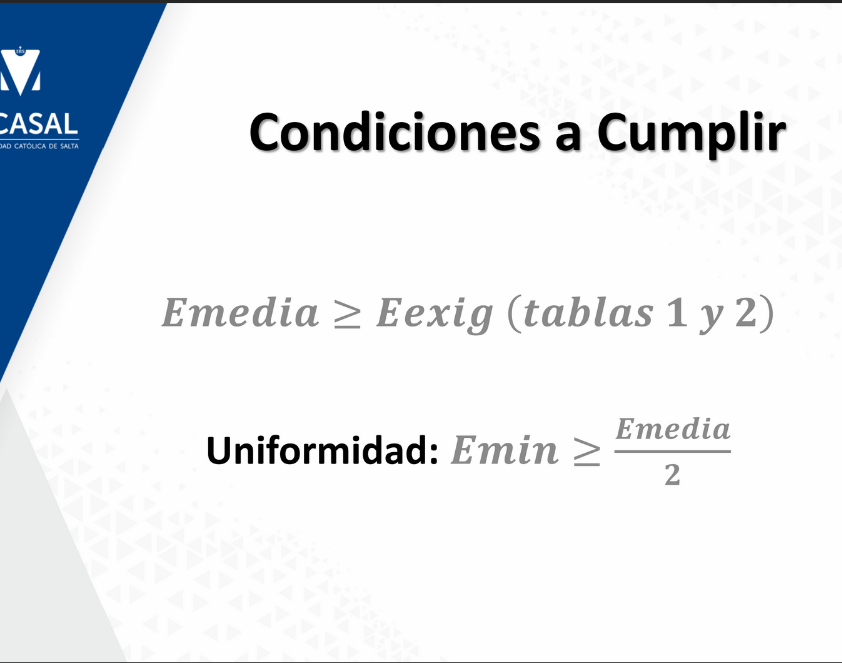 CASAL
DAD CATÓLICA DE SALTA
Condiciones a Cumplir
Emedia ≥ Eexig (tablas 1 y 2)
Uniformidad: Emin ≥ Emedia/2